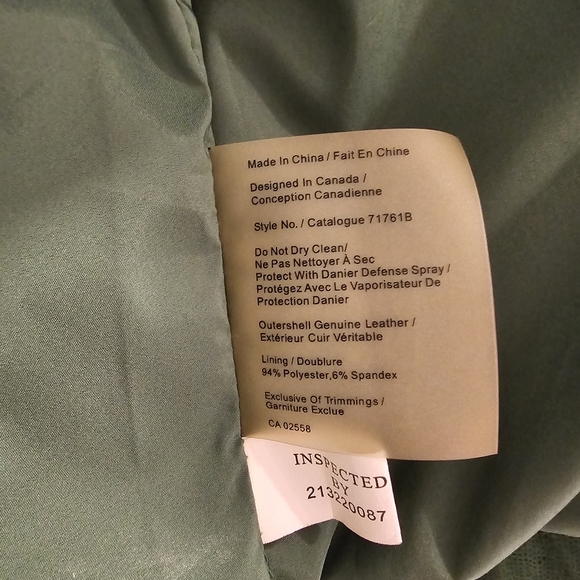 Made In China / Fait En Chine
Designed In Canada /
Conception Canadienne
Style No. / Catalogue 71761B
Do Not Dry Clean/
Ne Pas Nettoyer À Sec
Protect With Danier Defense Spray /
Protégez Avec Le Vaporisateur De
Protection Danier
Outershell Genuine Leather /
Extérieur Cuir Véritable
Lining / Doublure
94% Polyester,6% Spandex
Exclusive Of Trimmings /
Garniture Exclue
CA 02558
INSPECTED
BY
213220087